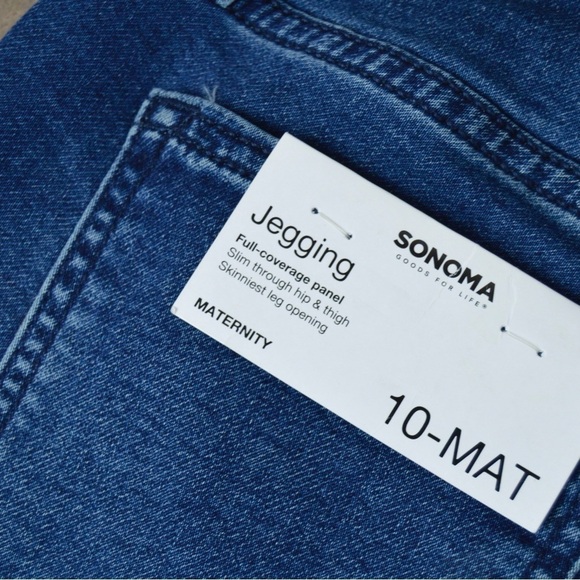 Jegging
Full-coverage panel
Slim through hip & thigh
Skinniest leg opening
MATERNITY
SONOMA
GOODS FOR LIFE®
10-MAT